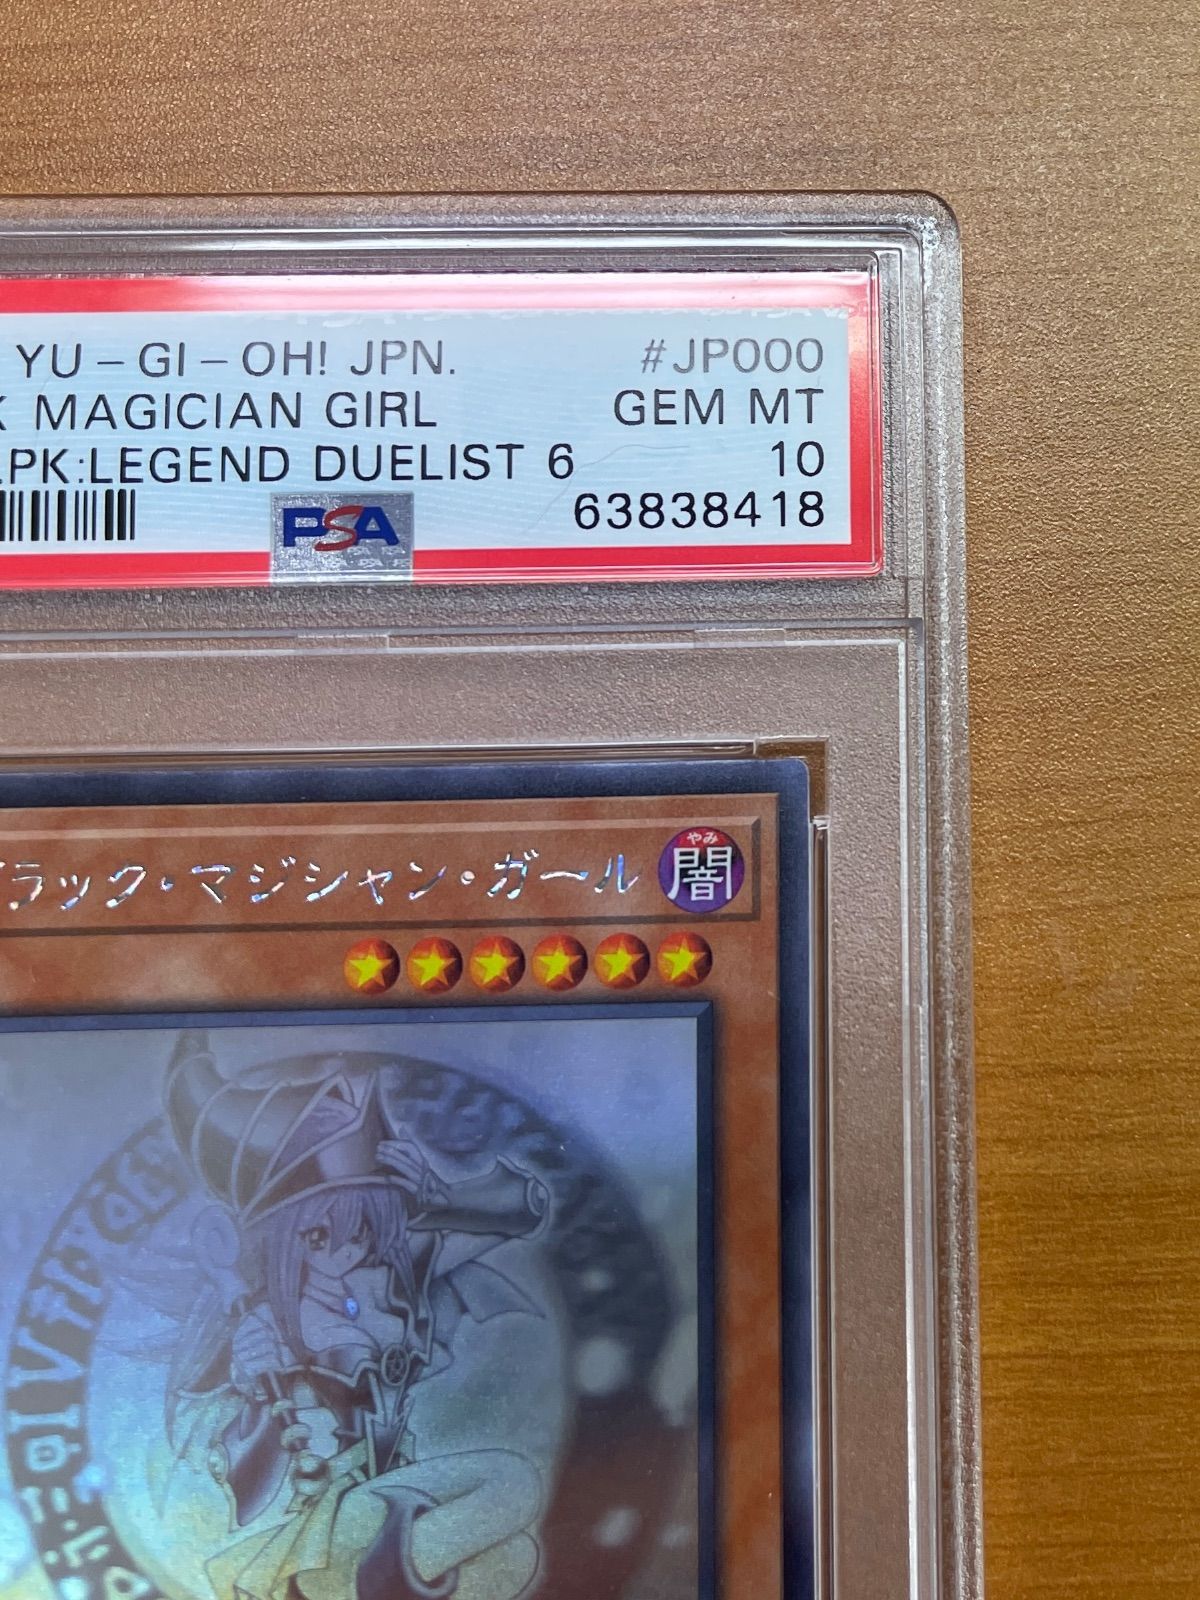 YU-GI-OH! JPN. #JP000
K MAGICIAN GIRL GEM MT
LPK:LEGEND DUELIST 6 10
63838418
PSA
ブラック・マジシャン・ガール
やみ
闇